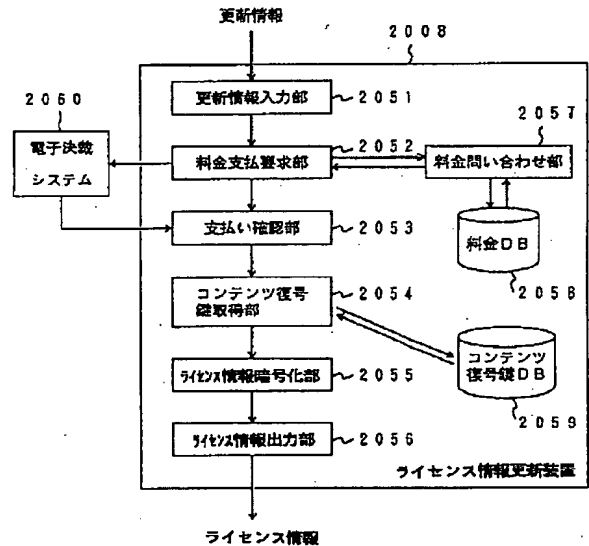 更新情報
2008
更新情報入力部
2051
2060
電子決裁
システム
料金支払要求部
2052
2057
料金問い合わせ部
支払い確認部
2053
料金DB
2058
コンテンツ復号
鍵取得部
2054
コンテンツ
復号鍵DB
2059
ライセンス情報暗号化部
2055
ライセンス情報出力部
2056
ライセンス情報更新装置
ライセンス情報